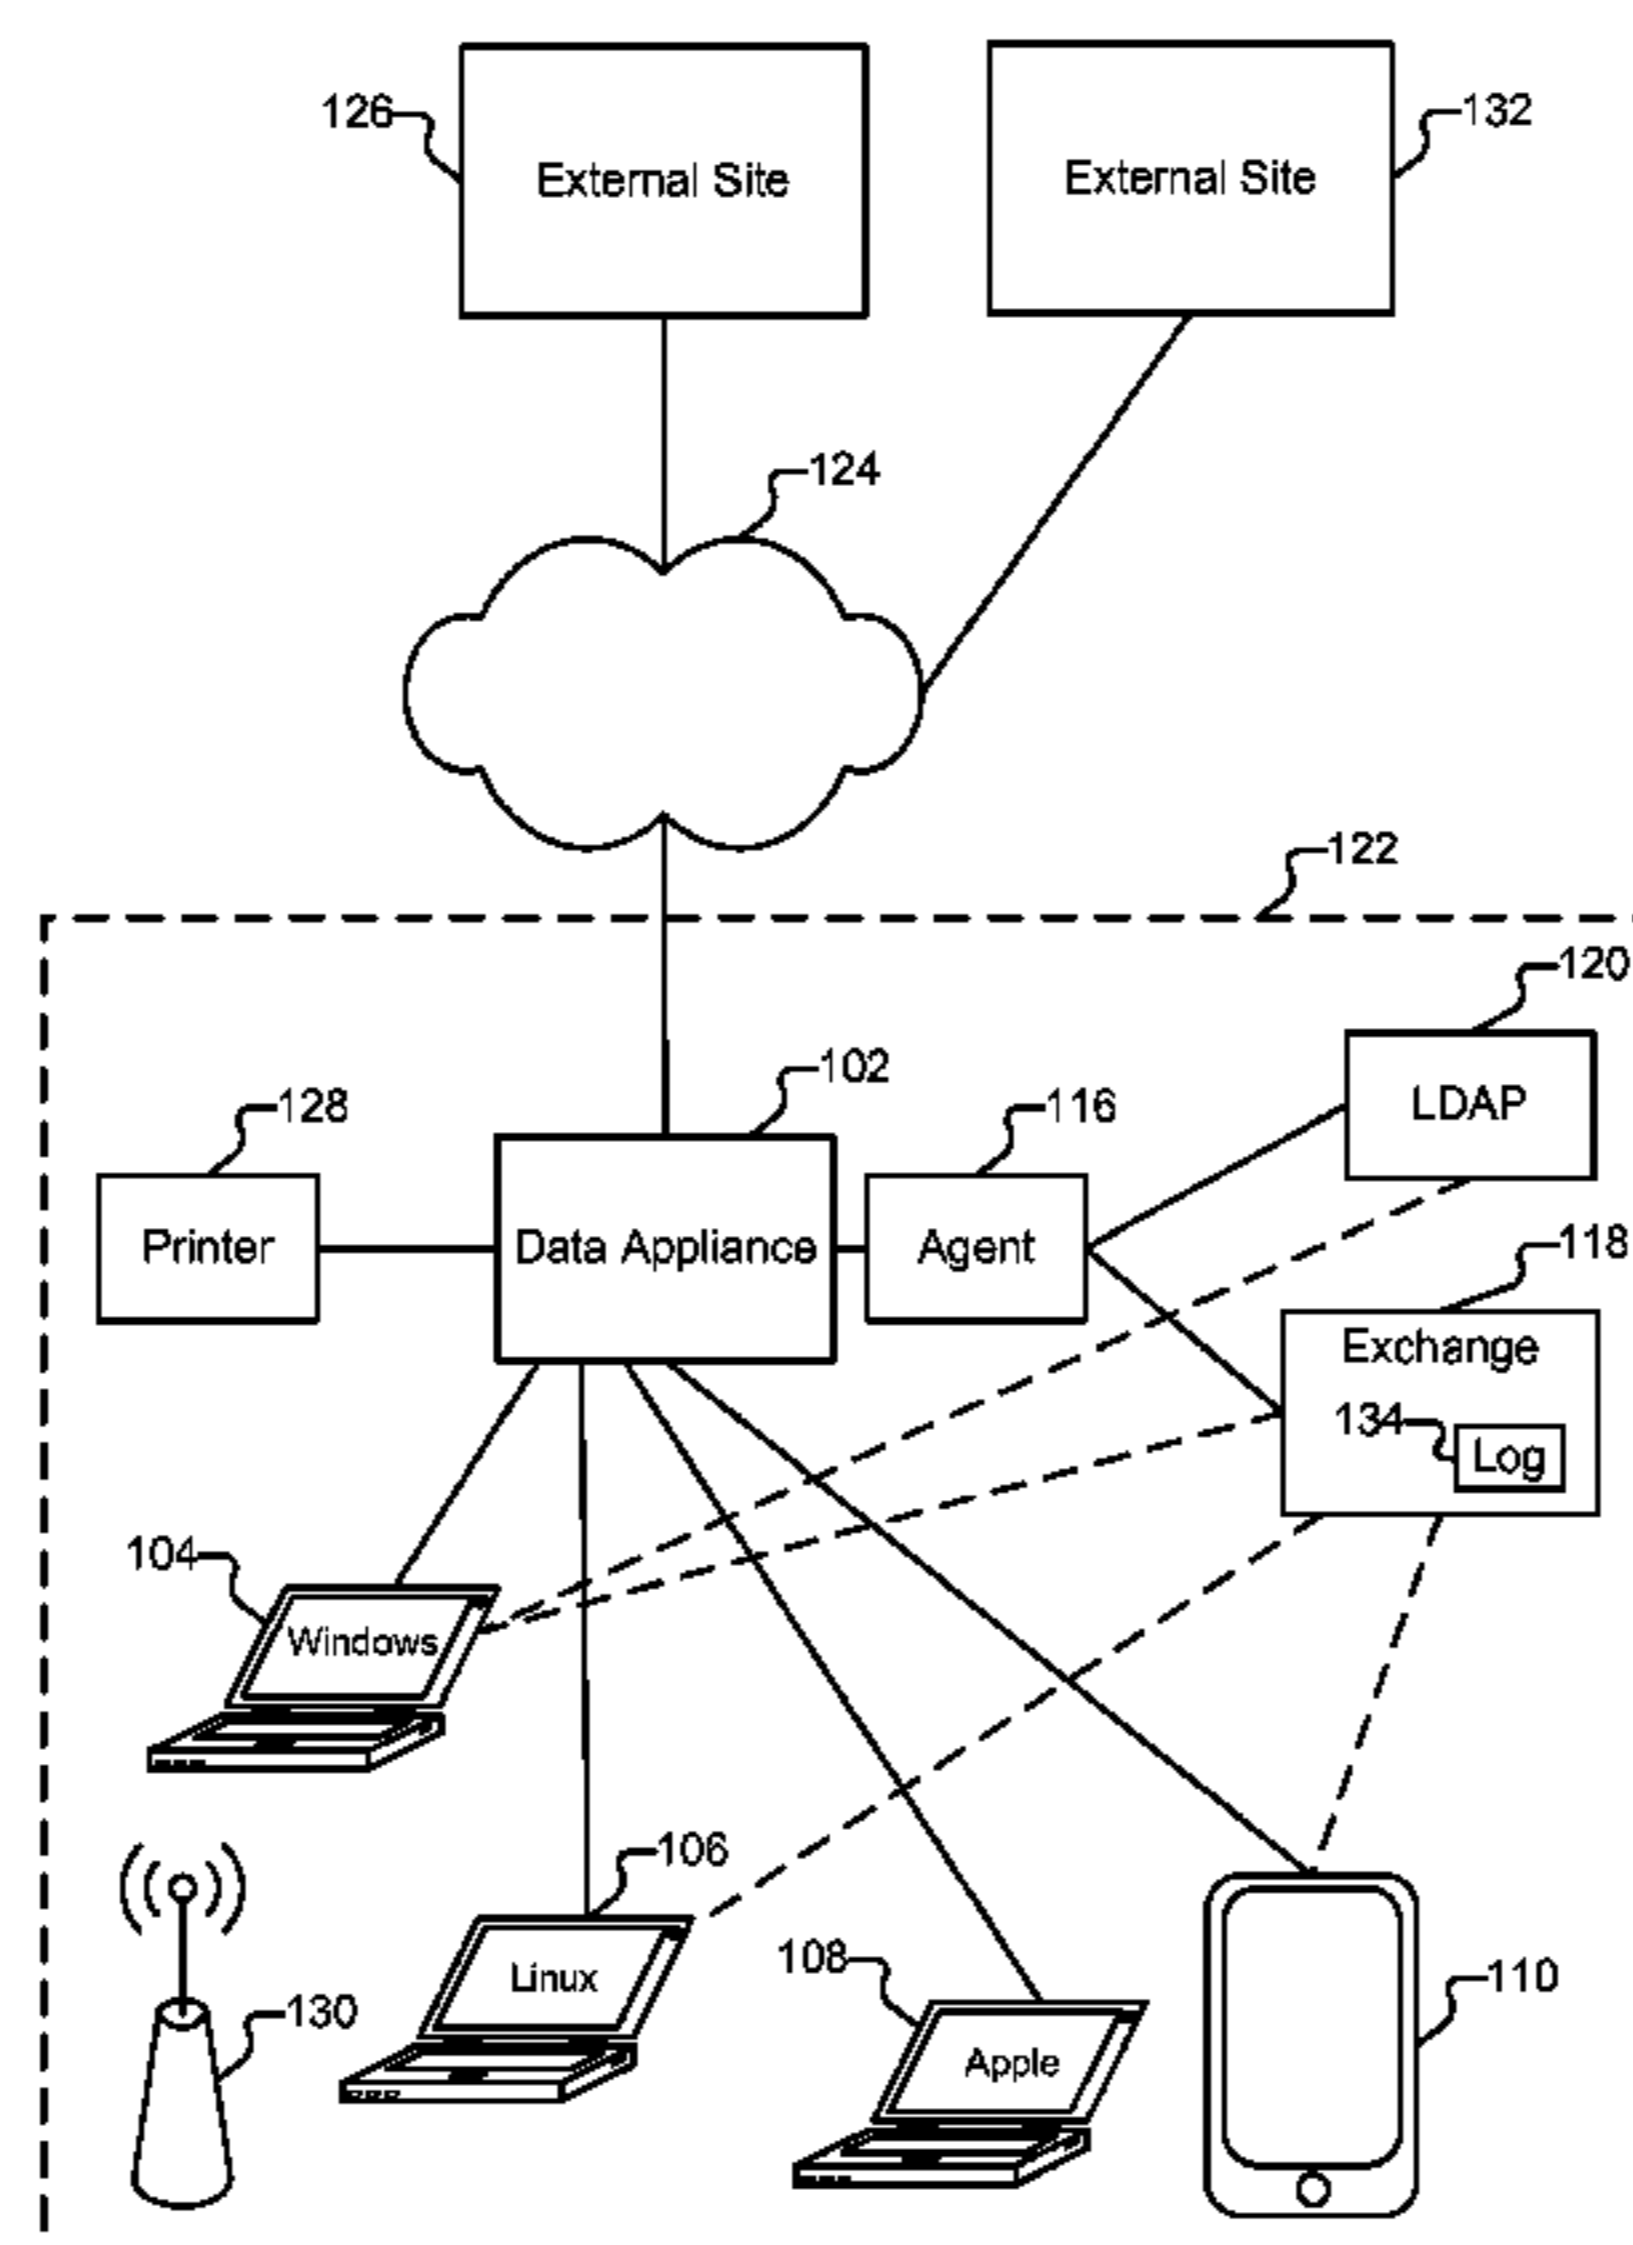 126
External Site
External Site
132
124
122
120
LDAP
128
102
116
Printer
Data Appliance
Agent
118
Exchange
134
Log
104
Windows
106
Linux
130
108
Apple
110